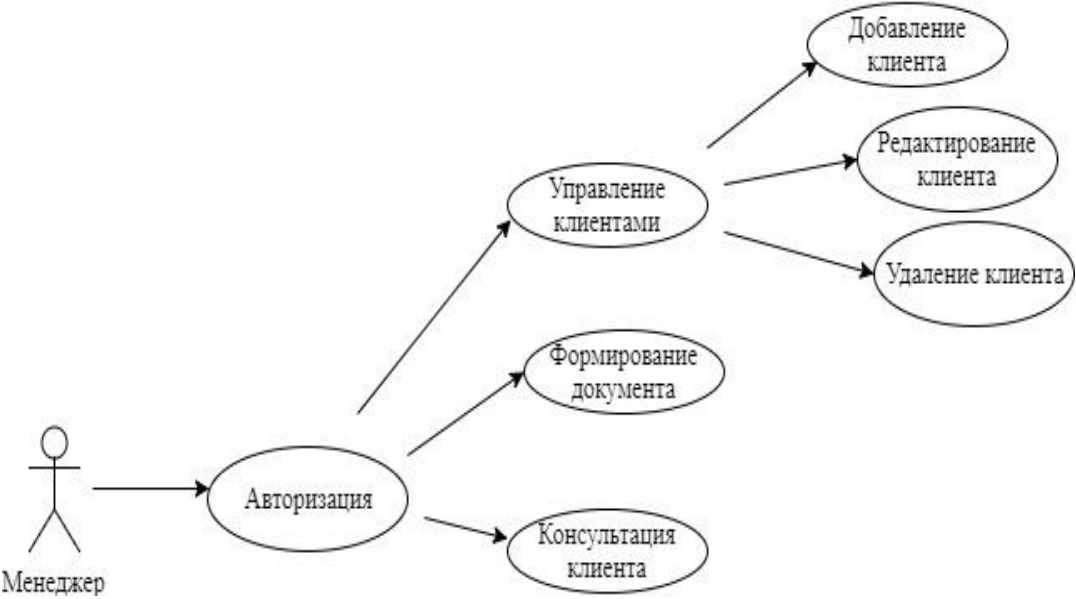 Добавление
клиента
Редактирование
клиента
Управление
клиентами
Удаление клиента
Формирование
документа
Авторизация
Консультация
клиента
Менеджер